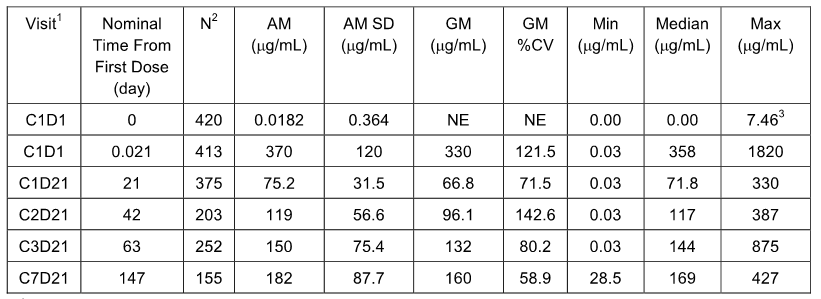 Visit1 Nominal Time From First Dose (day) N2 AM (µg/mL) AM SD (µg/mL) GM (µg/mL) GM %CV Min (µg/mL) Median (µg/mL) Max (µg/mL)
C1D1 0 420 0.0182 0.364 NE NE 0.00 0.00 7.463
C1D1 0.021 413 370 120 330 121.5 0.03 358 1820
C1D21 21 375 75.2 31.5 66.8 71.5 0.03 71.8 330
C2D21 42 203 119 56.6 96.1 142.6 0.03 117 387
C3D21 63 252 150 75.4 132 80.2 0.03 144 875
C7D21 147 155 182 87.7 160 58.9 28.5 169 427